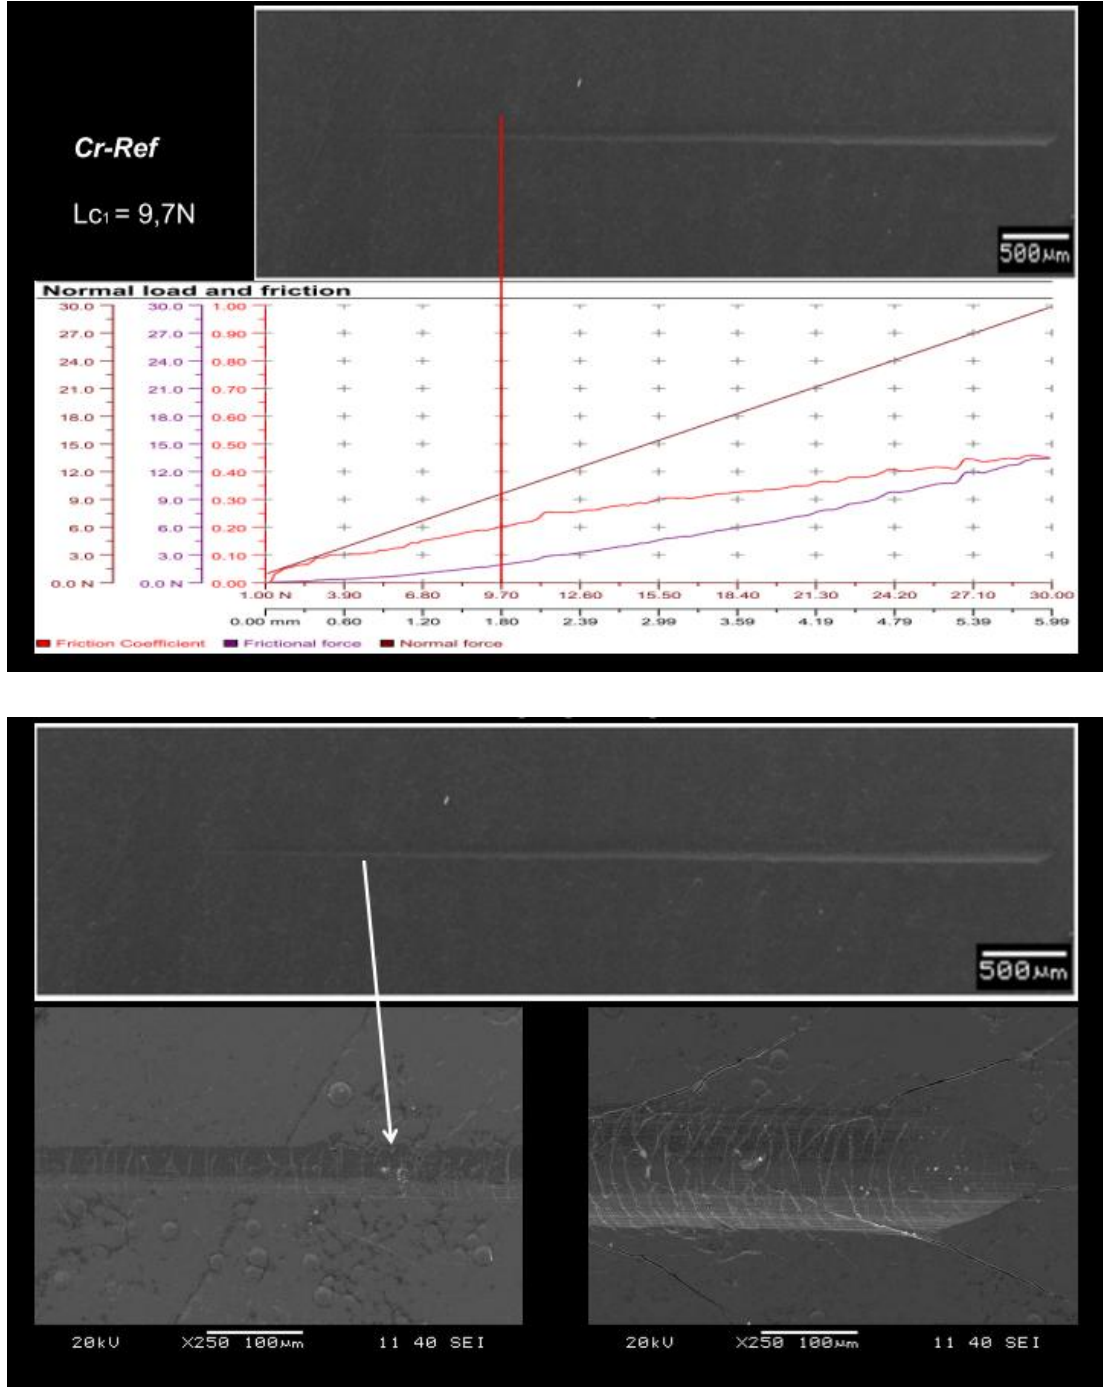 Cr-Ref
Lc1 = 9,7N
500µm
Normal load and friction
30.0 30.0 1.00
27.0 27.0 0.90
24.0 24.0 0.80
21.0 21.0 0.70
18.0 18.0 0.60
15.0 15.0 0.50
12.0 12.0 0.40
9.0 9.0 0.30
6.0 6.0 0.20
3.0 3.0 0.10
0.0 N 0.0 N 0.00
1.00 N 3.90 6.80 9.70 12.60 15.50 18.40 21.30 24.20 27.10 30.00
0.00 mm 0.60 1.20 1.80 2.39 2.99 3.59 4.19 4.79 5.39 5.99
Friction Coefficient Frictional force Normal force
500µm
20kU X250 100µm 11 40 SEI
20kU X250 100µm 11 40 SEI